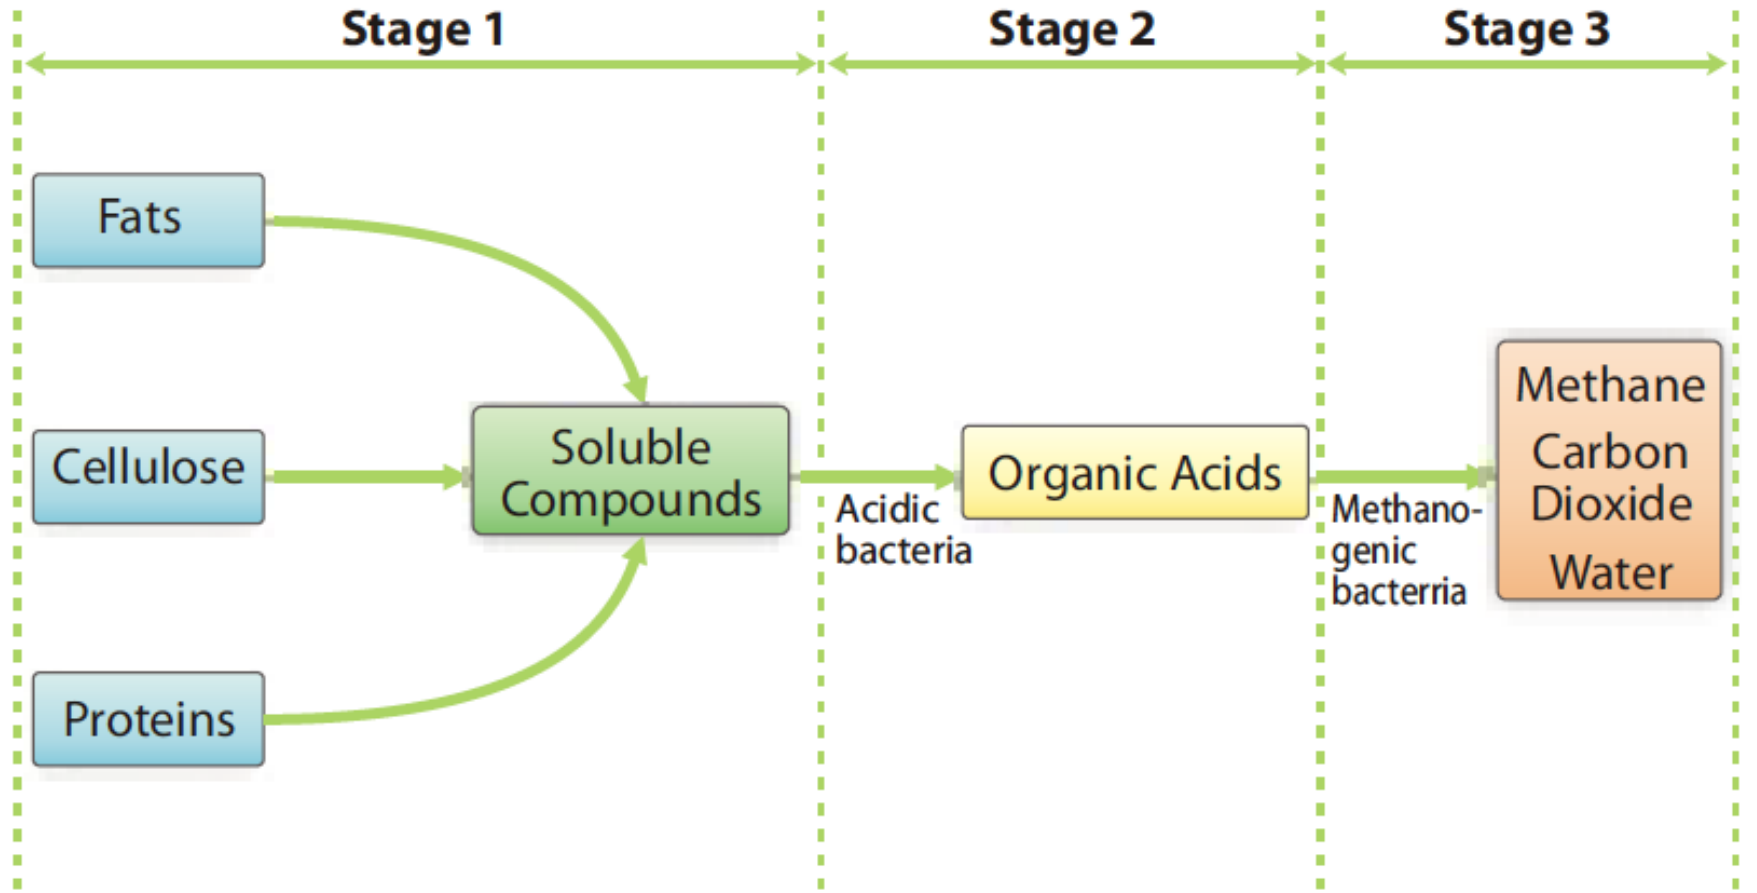 Stage 1
Stage 2
Stage 3
Fats
Cellulose
Proteins
Soluble
Compounds
Acidic
bacteria
Organic Acids
Methano-
genic
bacterria
Methane
Carbon
Dioxide
Water